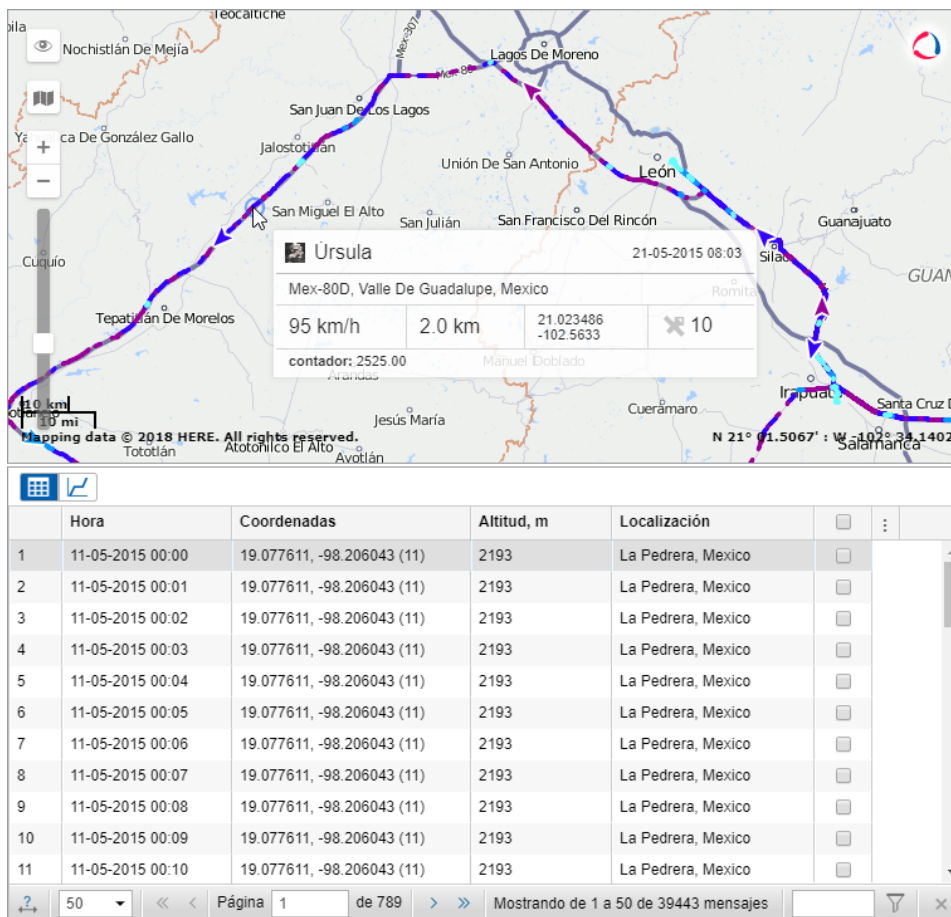 Teocaltiche
Nochistlán De Mejía
Mex-307
Lagos De Moreno
San Juan De Los Lagos
ca De González Gallo
Jalostotitlán
Unión De San Antonio
León
San Miguel El Alto
San Julián
San Francisco Del Rincón
Guanajuato
Cuquío
Silao
GUAN
Romita
Úrsula
21-05-2015 08:03
Mex-80D, Valle De Guadalupe, Mexico
95 km/h
2.0 km
21.023486
-102.5633
10
contador: 2525.00
Manuel Doblado
Tepatitlán De Morelos
Arandas
Irapuato
Cuerámaro
Santa Cruz D
Jesús María
10 km
10 mi
Mapping data © 2018 HERE. All rights reserved.
N 21° 01.5067' : W -102° 34.1402
Salamanca
Tototlán
Atotonilco El Alto
Ayotlán
Hora Coordenadas Altitud, m Localización
1 11-05-2015 00:00 19.077611, -98.206043 (11) 2193 La Pedrera, Mexico
2 11-05-2015 00:01 19.077611, -98.206043 (11) 2193 La Pedrera, Mexico
3 11-05-2015 00:02 19.077611, -98.206043 (11) 2193 La Pedrera, Mexico
4 11-05-2015 00:03 19.077611, -98.206043 (11) 2193 La Pedrera, Mexico
5 11-05-2015 00:04 19.077611, -98.206043 (11) 2193 La Pedrera, Mexico
6 11-05-2015 00:05 19.077611, -98.206043 (11) 2193 La Pedrera, Mexico
7 11-05-2015 00:06 19.077611, -98.206043 (11) 2193 La Pedrera, Mexico
8 11-05-2015 00:07 19.077611, -98.206043 (11) 2193 La Pedrera, Mexico
9 11-05-2015 00:08 19.077611, -98.206043 (11) 2193 La Pedrera, Mexico
10 11-05-2015 00:09 19.077611, -98.206043 (11) 2193 La Pedrera, Mexico
11 11-05-2015 00:10 19.077611, -98.206043 (11) 2193 La Pedrera, Mexico
50 Página 1 de 789 Mostrando de 1 a 50 de 39443 mensajes